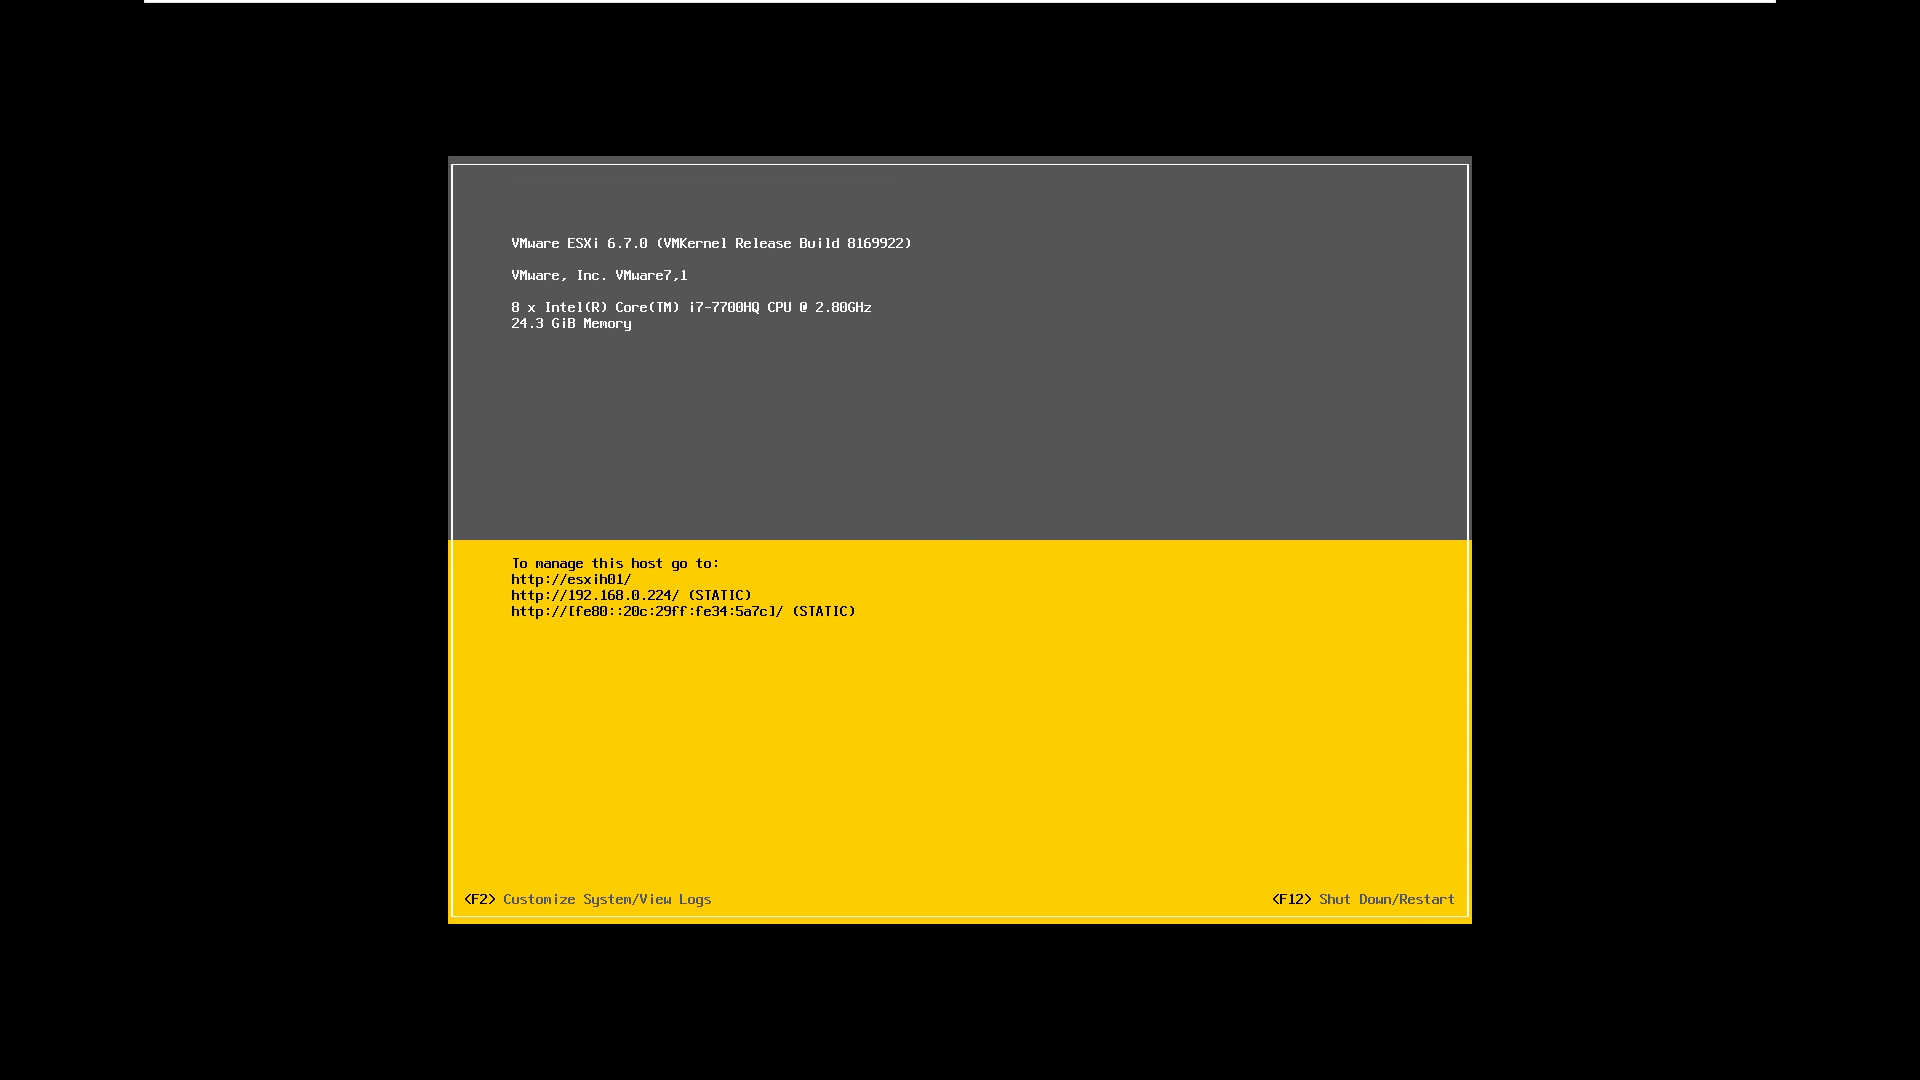 VMware ESXi 6.7.0 (VMKernel Release Build 8169922)
VMware, Inc. VMware7,1
8 x Intel(R) Core(TM) i7-7700HQ CPU @ 2.80GHz
24.3 GiB Memory
To manage this host go to:
http://esxih01/
http://192.168.0.224/ (STATIC)
http://[fe80::20c:29ff:fe34:5a7c]/ (STATIC)
<F2> Customize System/View Logs
<F12> Shut Down/Restart